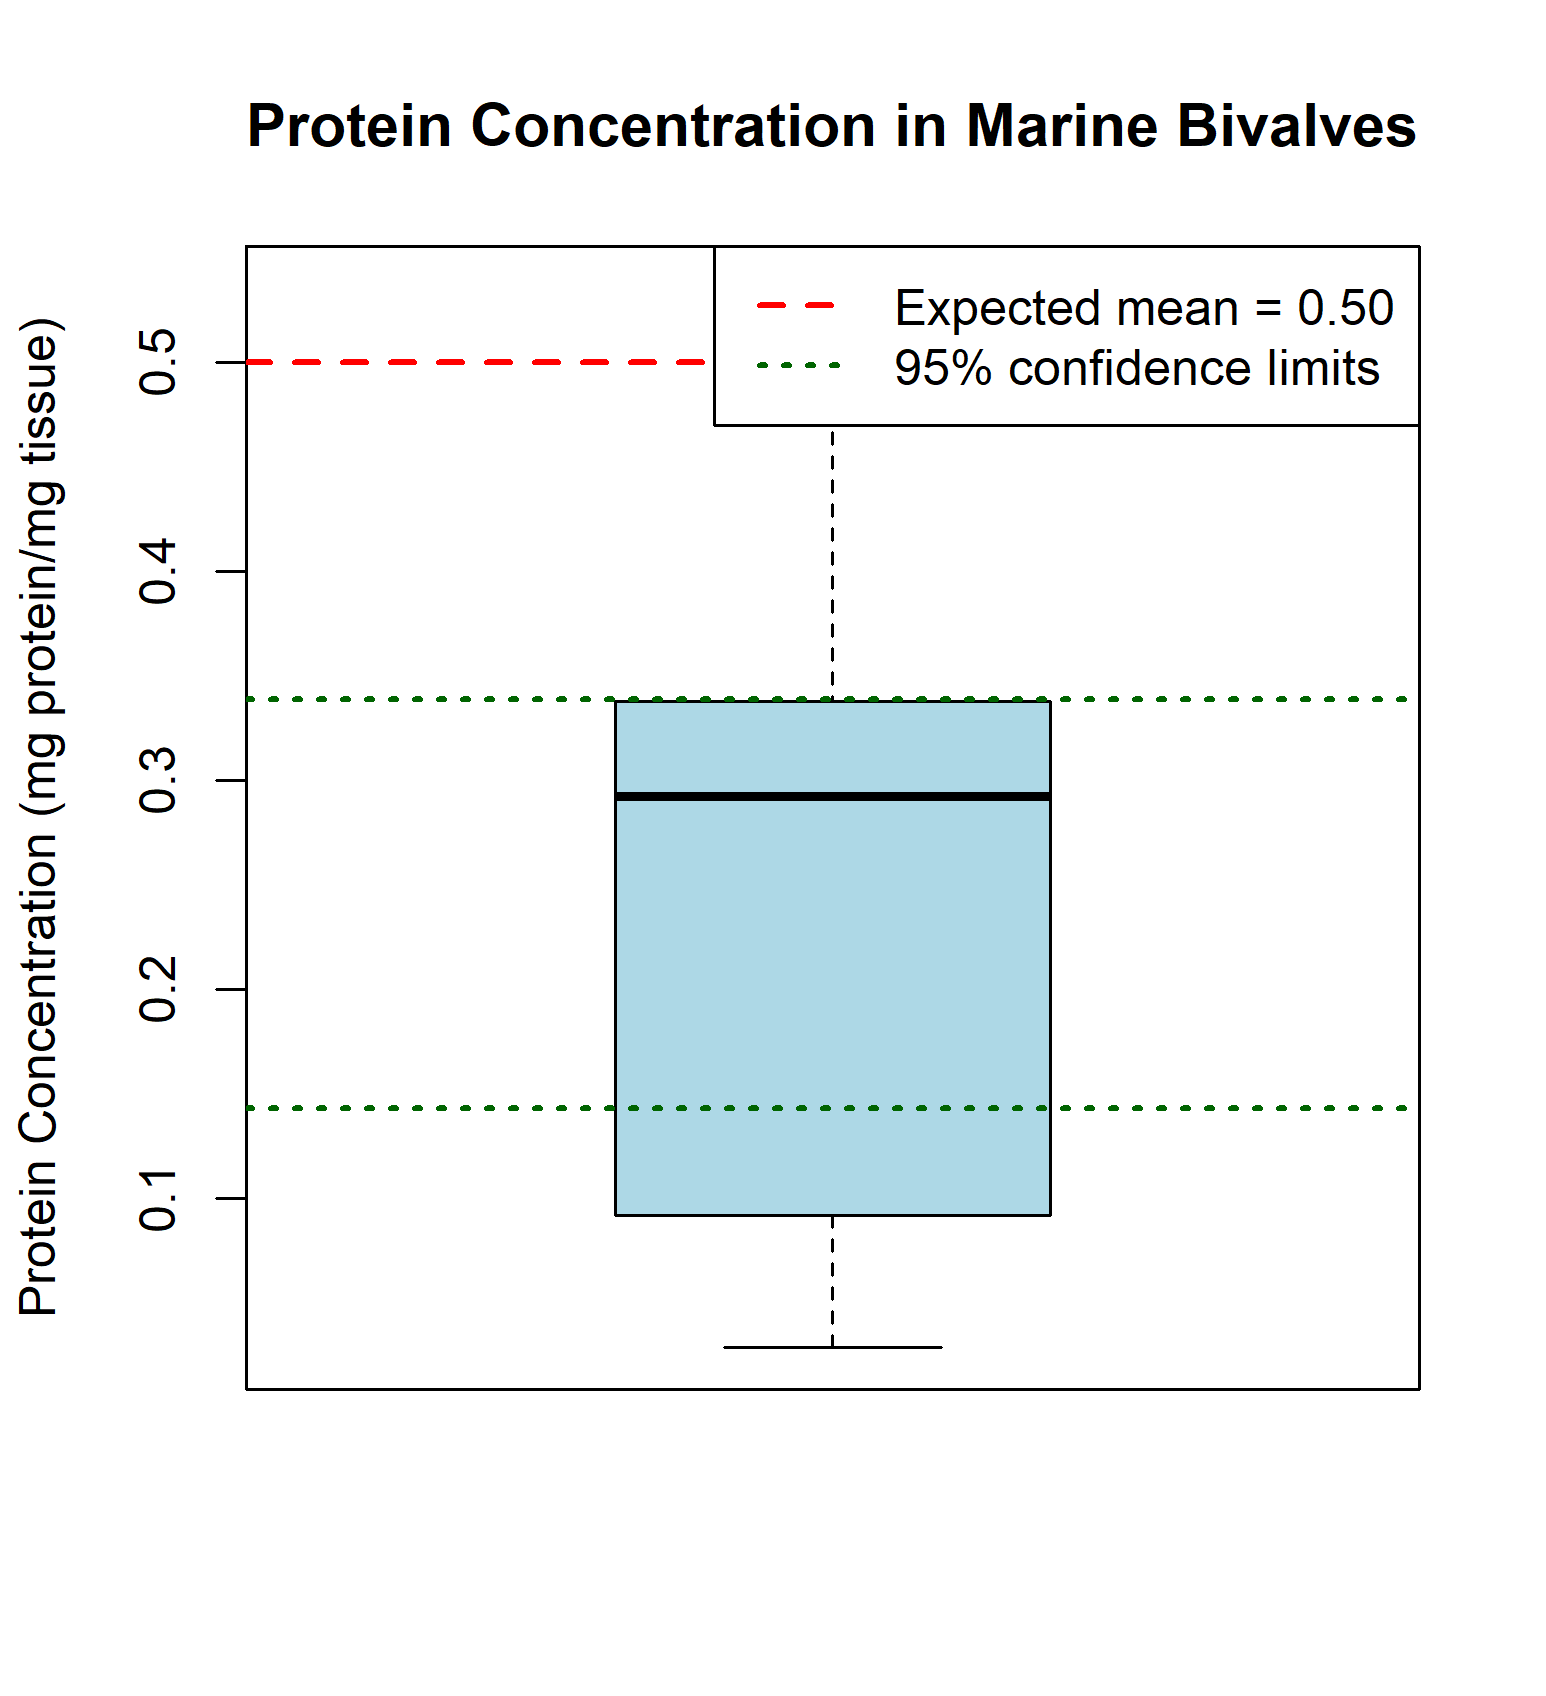 Protein Concentration in Marine Bivalves
Expected mean = 0.50
95% confidence limits
Protein Concentration (mg protein/mg tissue)
0.5
0.4
0.3
0.2
0.1